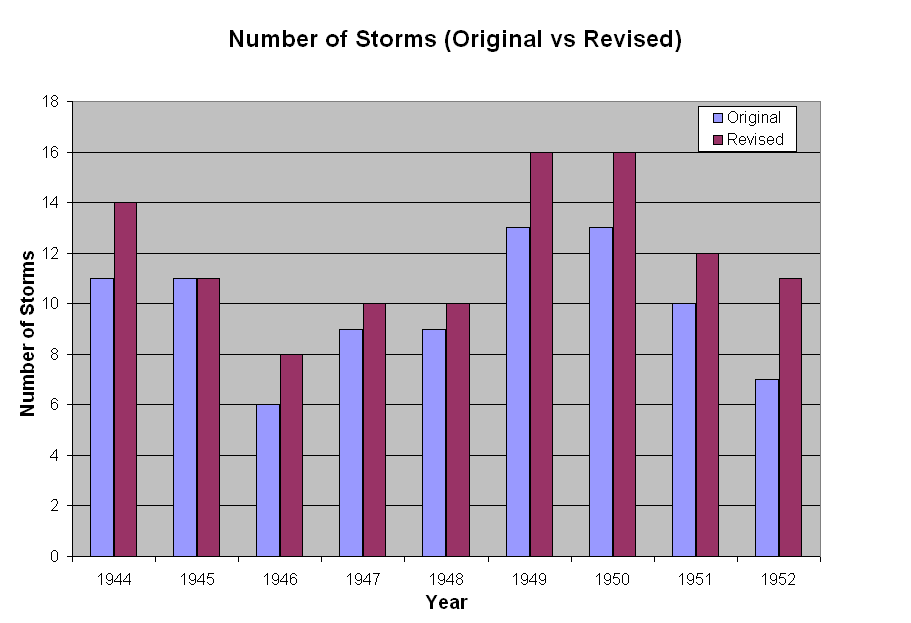 Number of Storms (Original vs Revised)
Original
Revised
18
16
14
12
10
8
6
4
2
0
Number of Storms
1944 1945 1946 1947 1948 1949 1950 1951 1952
Year